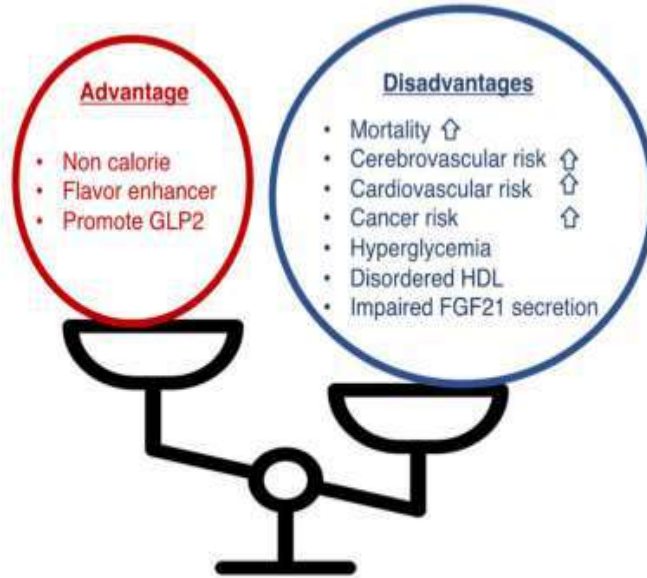 Advantage
• Non calorie
• Flavor enhancer
• Promote GLP2
Disadvantages
• Mortality ⇧
• Cerebrovascular risk ⇧
• Cardiovascular risk ⇧
• Cancer risk ⇧
• Hyperglycemia
• Disordered HDL
• Impaired FGF21 secretion